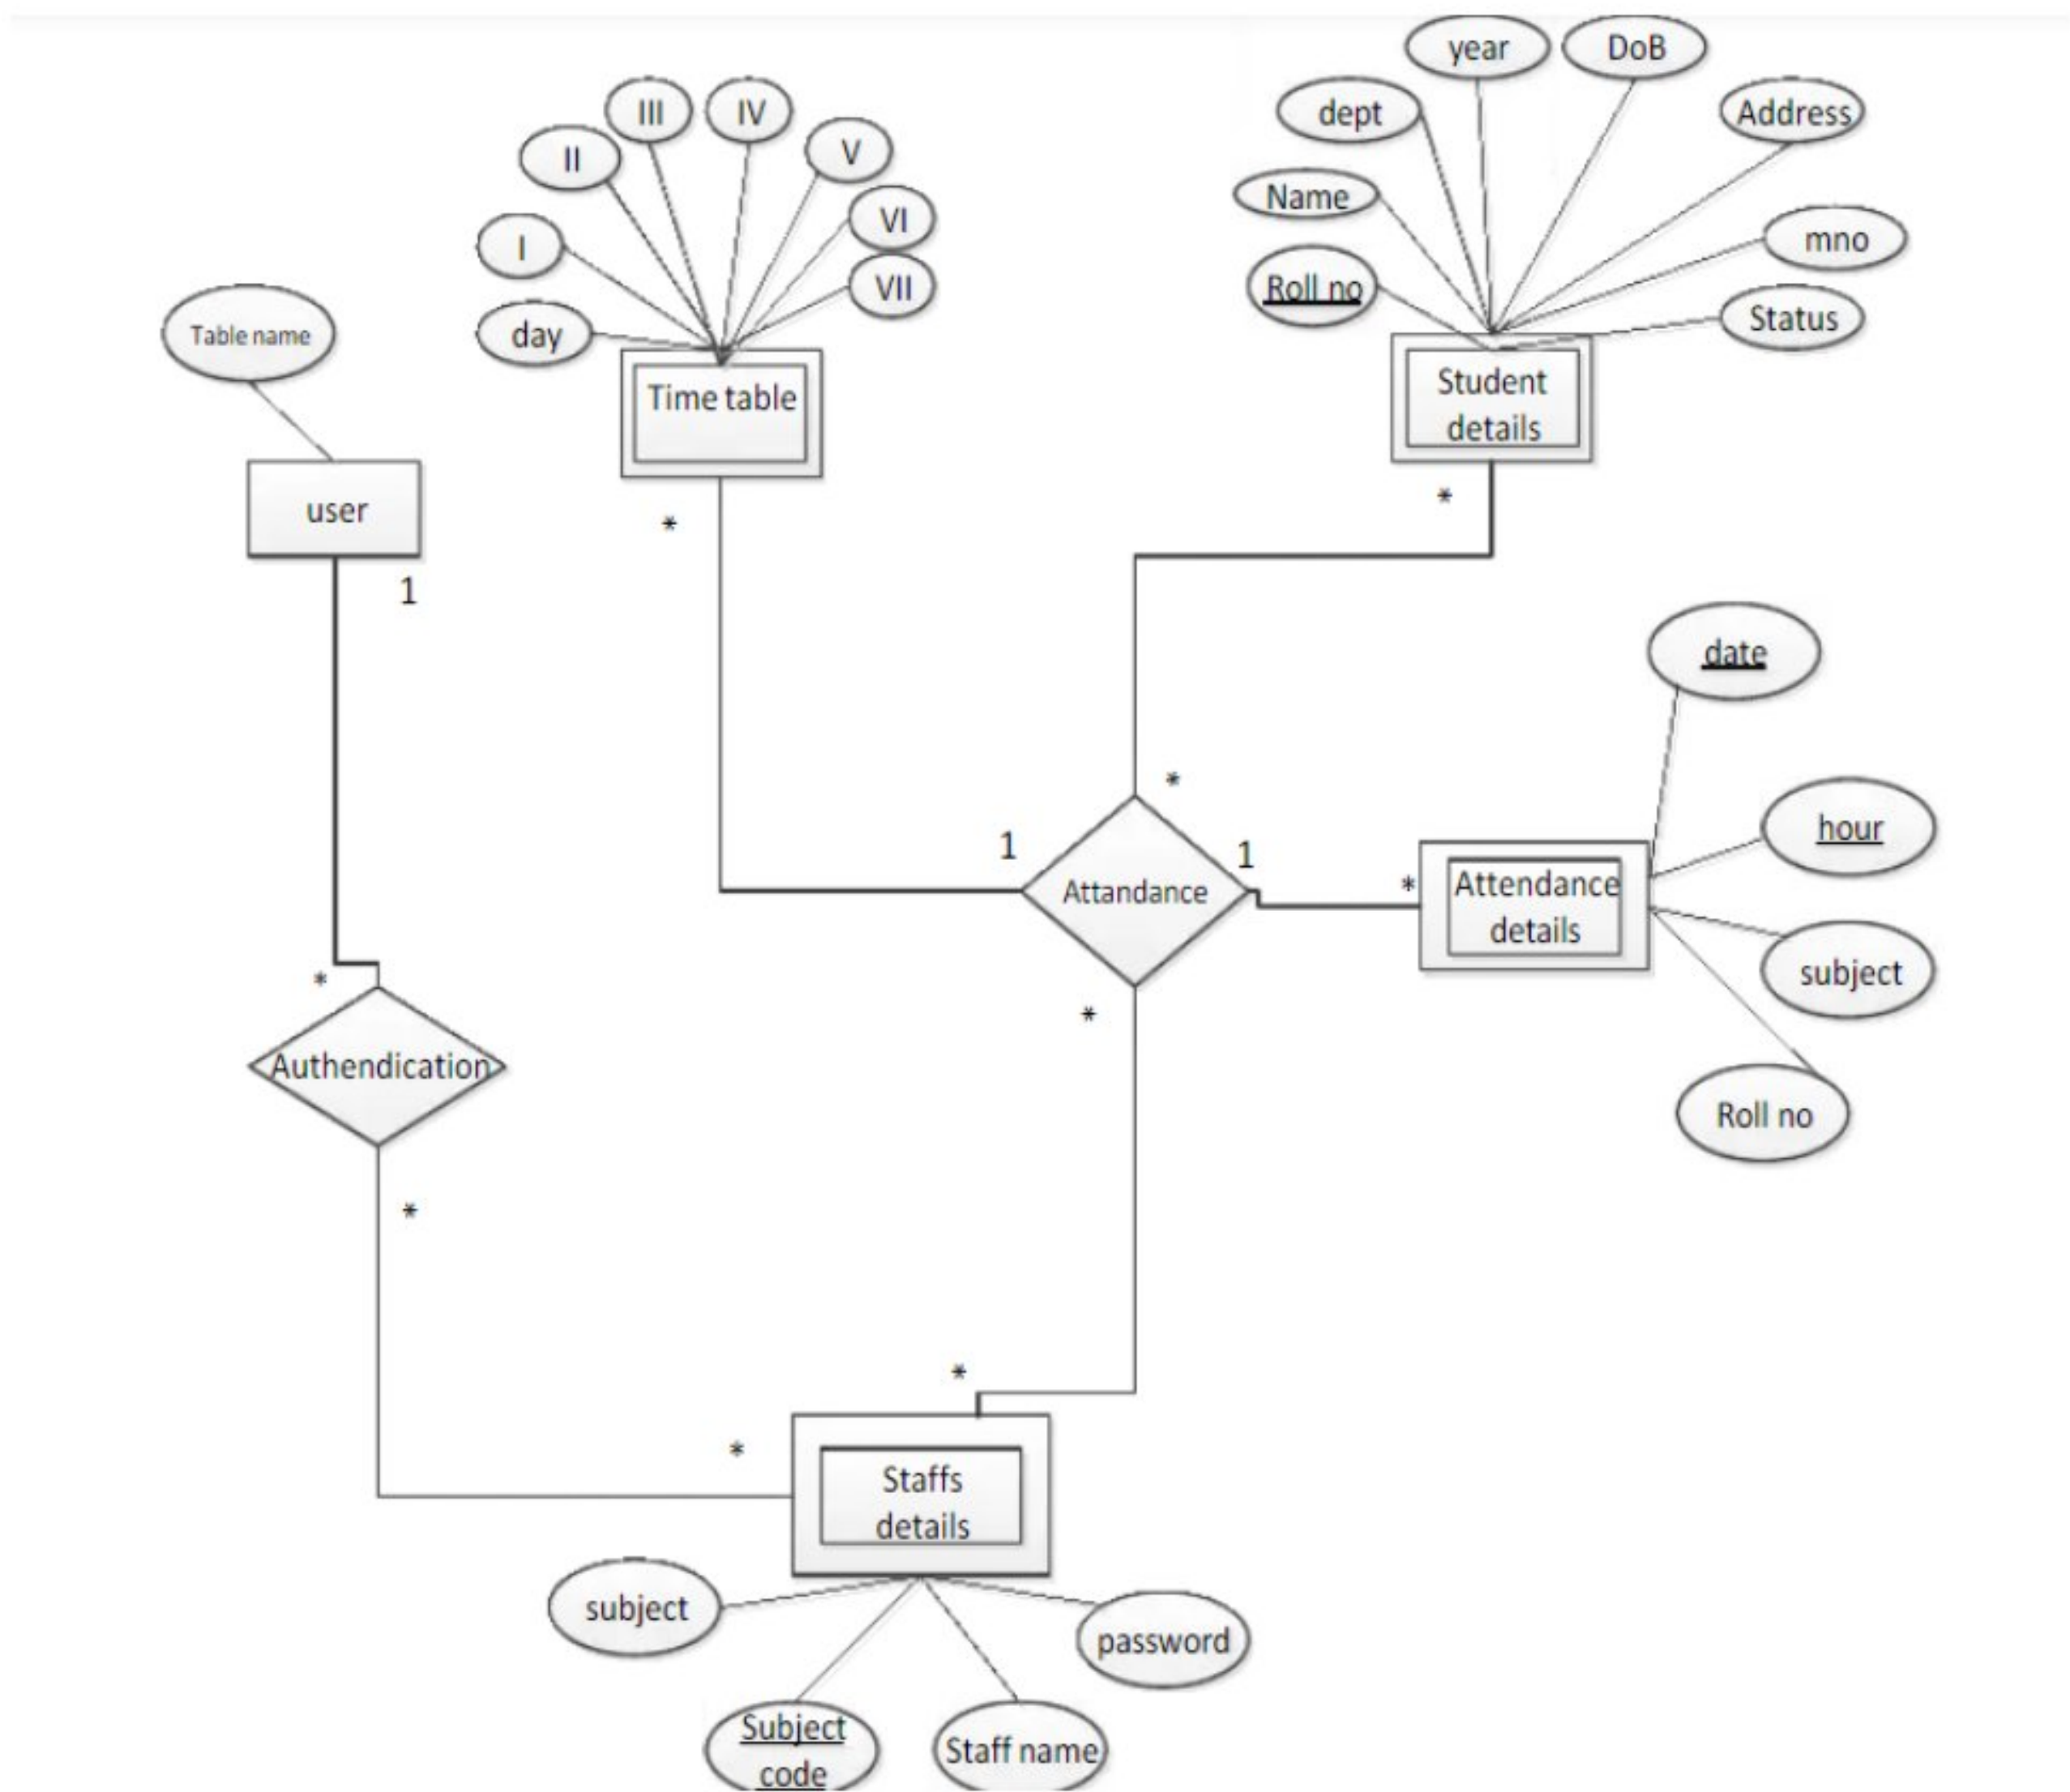 year
DoB
III
IV
dept
Address
II
V
Name
VI
I
mno
Roll no
VII
Status
Table name
day
Time table
Student
details
user
*
*
1
date
*
hour
1
1
Attandance
*
Attendance
details
subject
*
*
Authendication
Roll no
*
*
*
Staffs
details
subject
password
Subject
code
Staff name